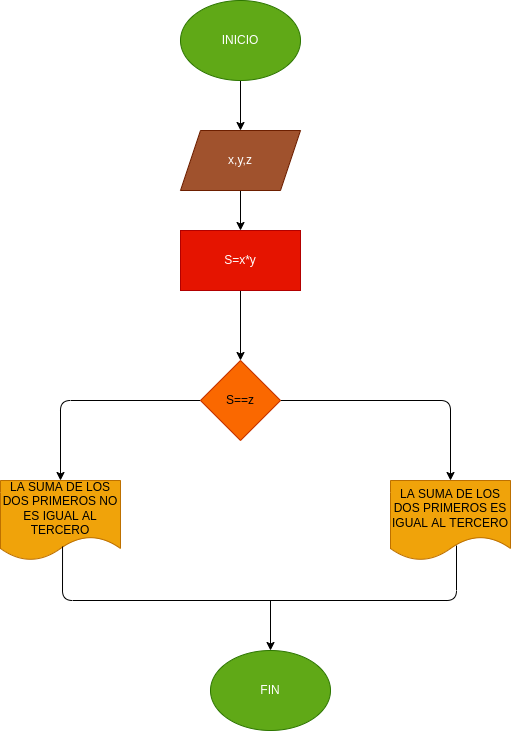 INICIO
x,y,z
S=x*y
S==z
LA SUMA DE LOS
DOS PRIMEROS NO
ES IGUAL AL
TERCERO
LA SUMA DE LOS
DOS PRIMEROS ES
IGUAL AL TERCERO
FIN